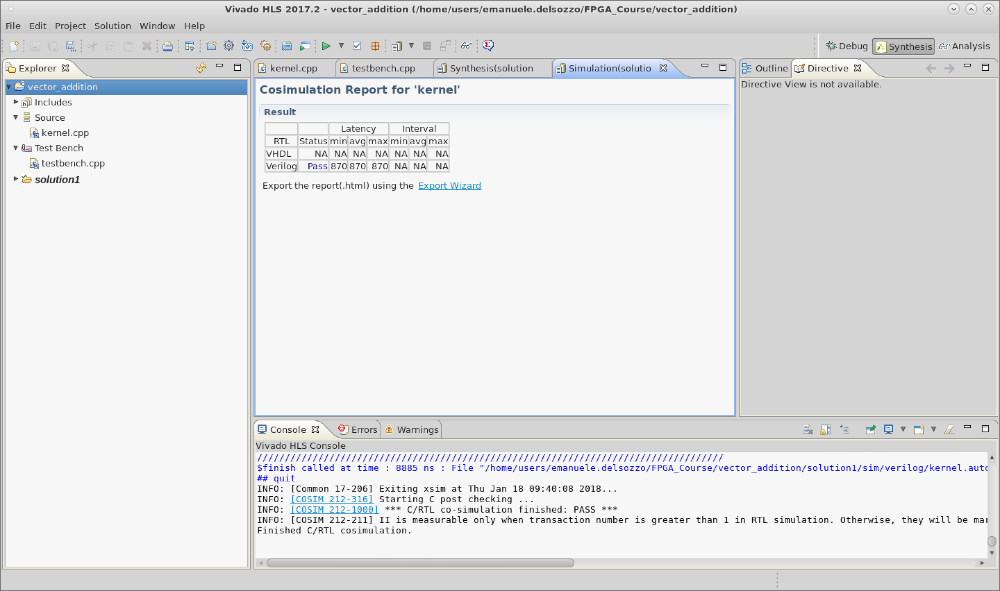 Vivado HLS 2017.2 - vector_addition (/home/users/emanuele.delsozzo/FPGA_Course/vector_addition)
File Edit Project Solution Window Help
Debug Synthesis Analysis
Explorer
vector_addition
Includes
Source
kernel.cpp
Test Bench
testbench.cpp
solution1
kernel.cpp testbench.cpp Synthesis(solution Simulation(solutio
Cosimulation Report for 'kernel'
Result
Latency Interval
RTL Status min avg max min avg max
VHDL NA NA NA NA NA NA NA
Verilog Pass 870 870 870 NA NA NA
Export the report(.html) using the Export Wizard
Outline Directive
Directive View is not available.
Console Errors Warnings
Vivado HLS Console
////////////////////////////////////////////////////////////////////////////////////
$finish called at time : 8885 ns : File "/home/users/emanuele.delsozzo/FPGA_Course/vector_addition/solution1/sim/verilog/kernel.auto
## quit
INFO: [Common 17-206] Exiting xsim at Thu Jan 18 09:40:08 2018...
INFO: [COSIM 212-316] Starting C post checking ...
INFO: [COSIM 212-1000] *** C/RTL co-simulation finished: PASS ***
INFO: [COSIM 212-211] II is measurable only when transaction number is greater than 1 in RTL simulation. Otherwise, they will be mar
Finished C/RTL cosimulation.